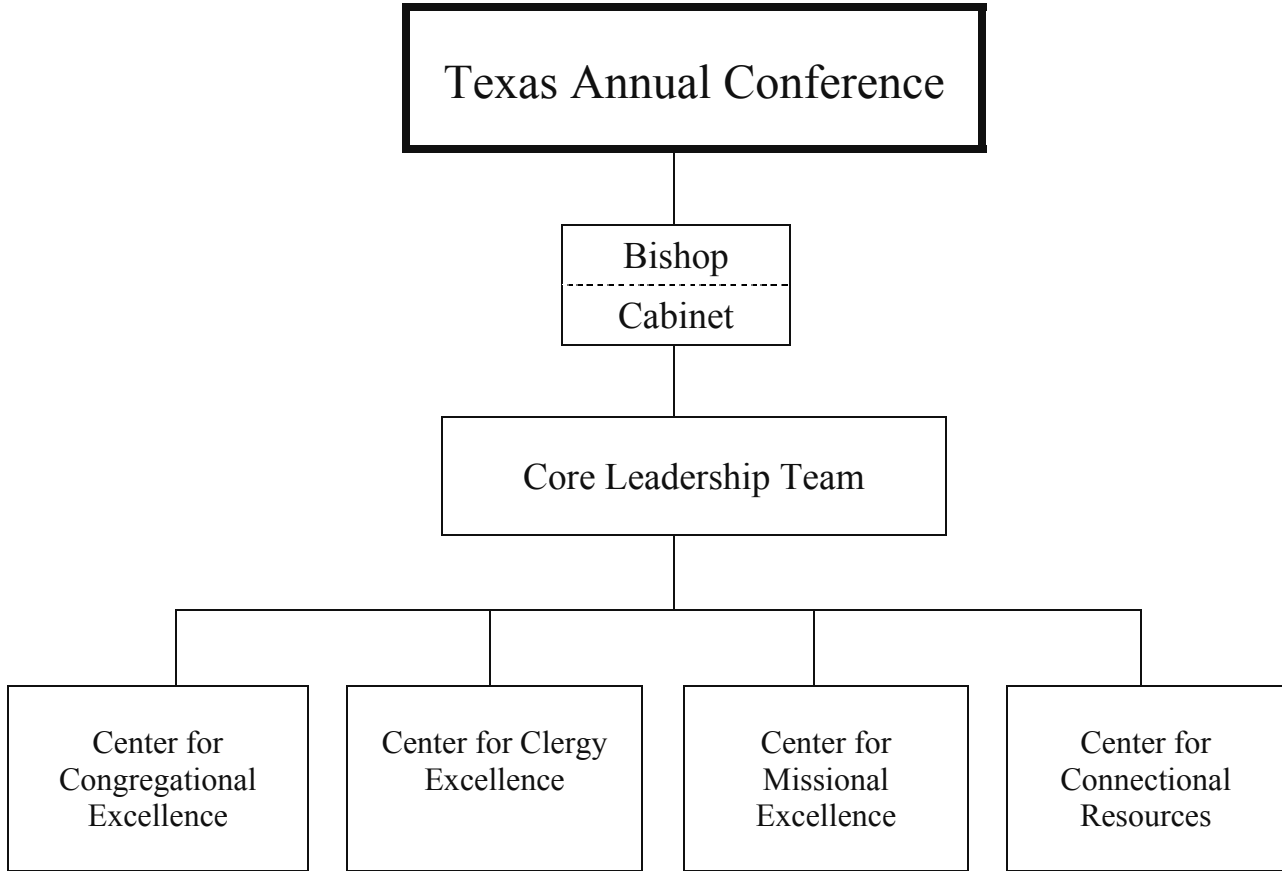 Texas Annual Conference
Bishop
Cabinet
Core Leadership Team
Center for
Congregational
Excellence
Center for Clergy
Excellence
Center for
Missional
Excellence
Center for
Connectional
Resources